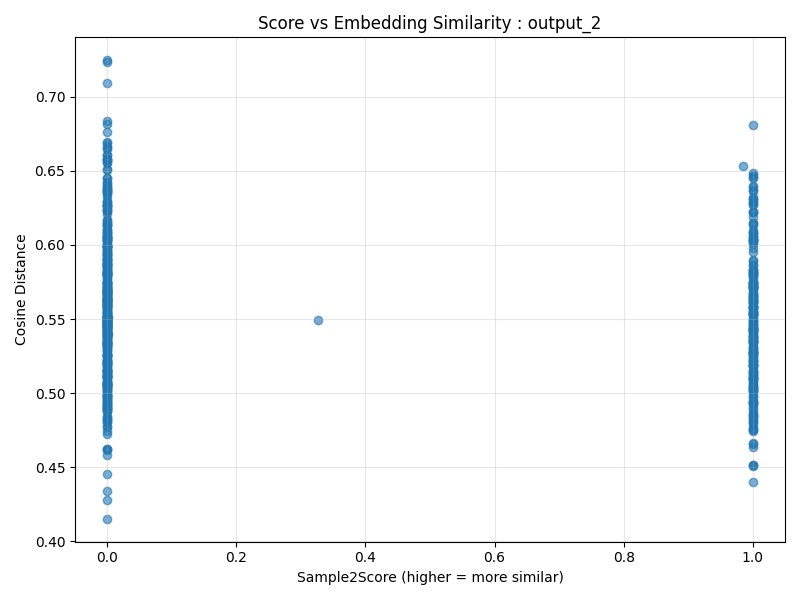 Score vs Embedding Similarity : output_2
Cosine Distance
0.70
0.65
0.60
0.55
0.50
0.45
0.40
0.0 0.2 0.4 0.6 0.8 1.0
Sample2Score (higher = more similar)